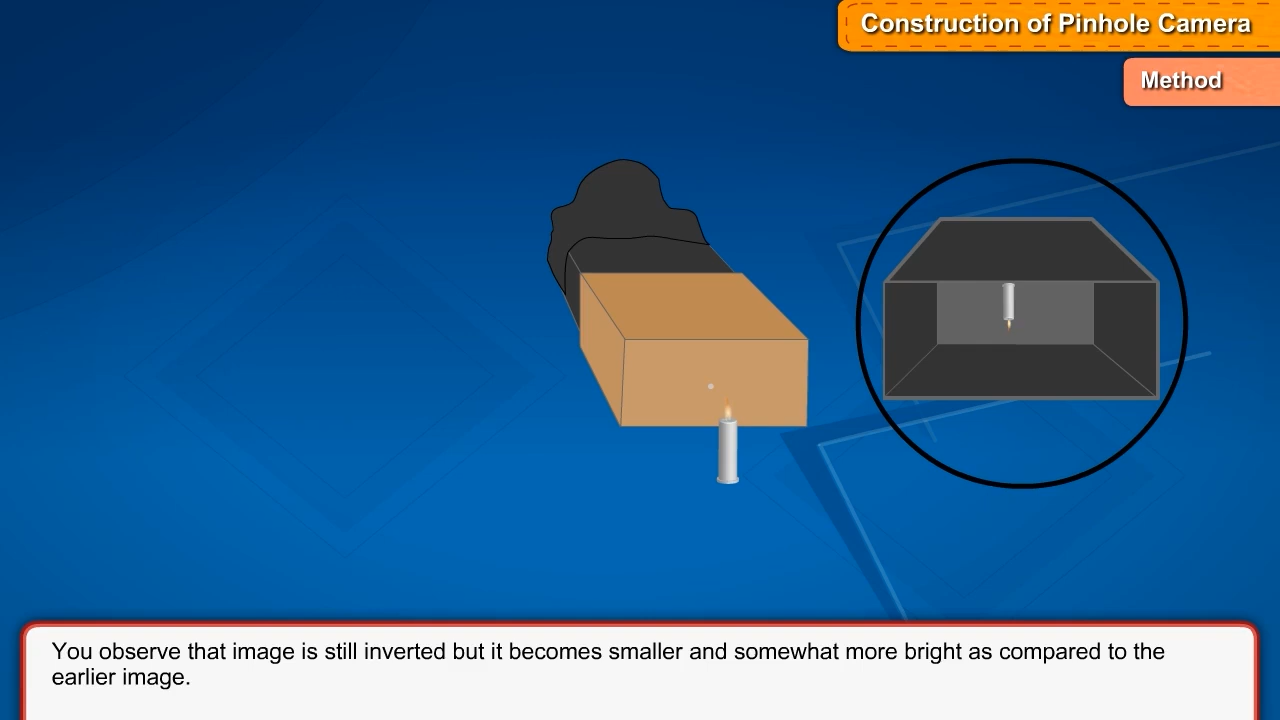 Construction of Pinhole Camera
Method
You observe that image is still inverted but it becomes smaller and somewhat more bright as compared to the
earlier image.